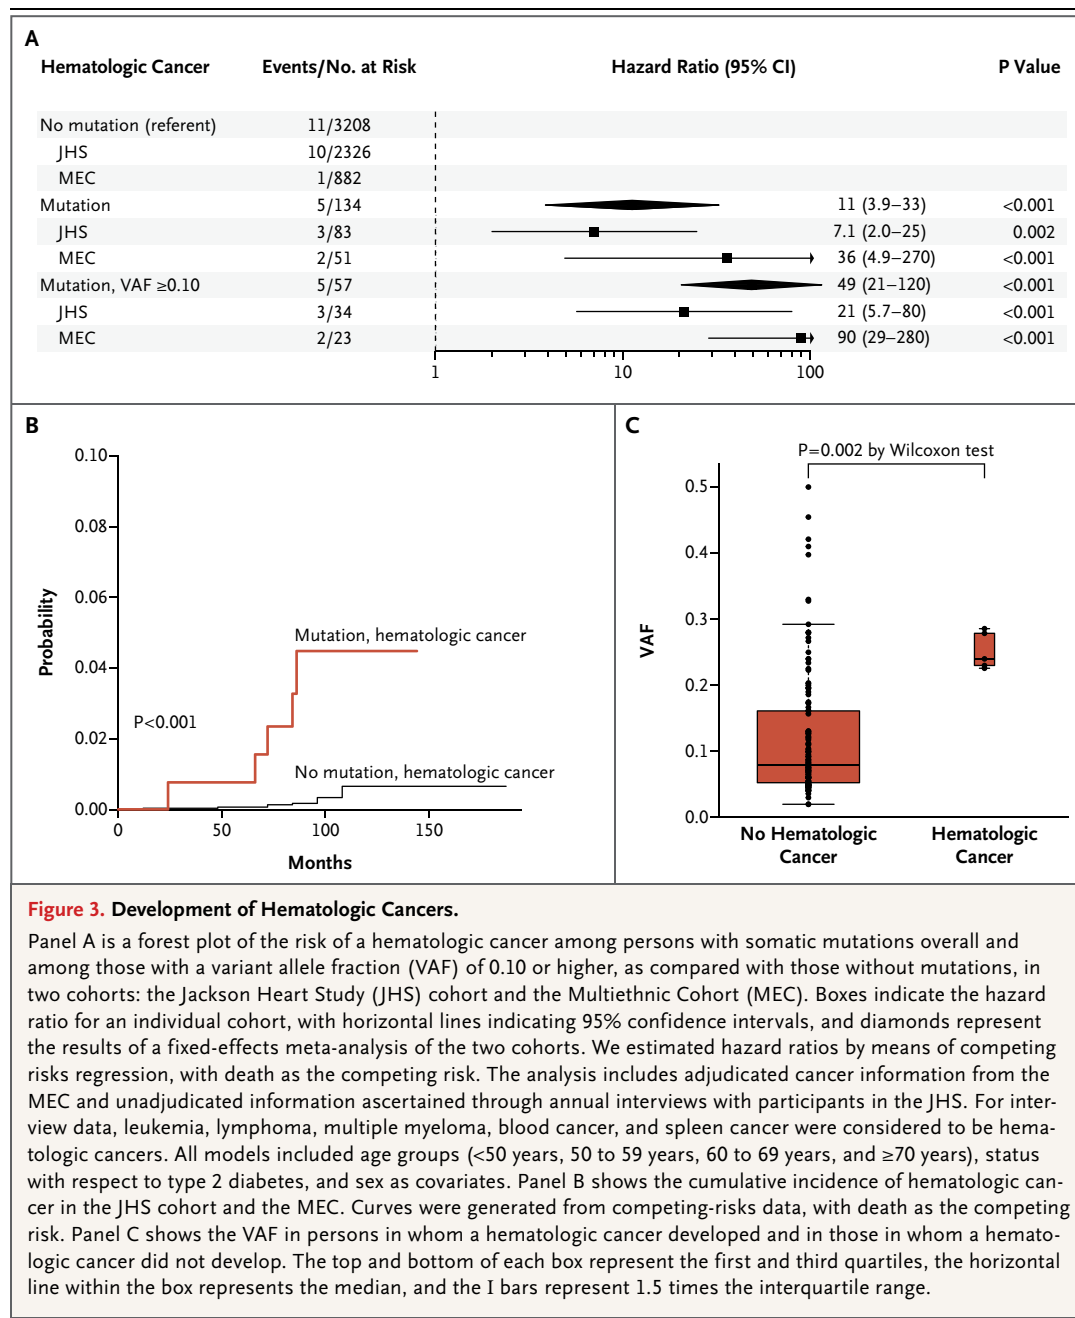 A
Hematologic Cancer Events/No. at Risk Hazard Ratio (95% CI) P Value
No mutation (referent) 11/3208
JHS 10/2326
MEC 1/882
Mutation 5/134 11 (3.9–33) <0.001
JHS 3/83 7.1 (2.0–25) 0.002
MEC 2/51 36 (4.9–270) <0.001
Mutation, VAF ≥0.10 5/57 49 (21–120) <0.001
JHS 3/34 21 (5.7–80) <0.001
MEC 2/23 90 (29–280) <0.001
1 10 100
B
0.10
0.08
0.06
0.04
0.02
0.00
Probability
Mutation, hematologic cancer
P<0.001
No mutation, hematologic cancer
0 50 100 150
Months
C
P=0.002 by Wilcoxon test
0.5
0.4
0.3
0.2
0.1
0.0
VAF
No Hematologic Hematologic
Cancer Cancer
Figure 3. Development of Hematologic Cancers.
Panel A is a forest plot of the risk of a hematologic cancer among persons with somatic mutations overall and
among those with a variant allele fraction (VAF) of 0.10 or higher, as compared with those without mutations, in
two cohorts: the Jackson Heart Study (JHS) cohort and the Multiethnic Cohort (MEC). Boxes indicate the hazard
ratio for an individual cohort, with horizontal lines indicating 95% confidence intervals, and diamonds represent
the results of a fixed-effects meta-analysis of the two cohorts. We estimated hazard ratios by means of competing
risks regression, with death as the competing risk. The analysis includes adjudicated cancer information from the
MEC and unadjudicated information ascertained through annual interviews with participants in the JHS. For inter-
view data, leukemia, lymphoma, multiple myeloma, blood cancer, and spleen cancer were considered to be hema-
tologic cancers. All models included age groups (<50 years, 50 to 59 years, 60 to 69 years, and ≥70 years), status
with respect to type 2 diabetes, and sex as covariates. Panel B shows the cumulative incidence of hematologic can-
cer in the JHS cohort and the MEC. Curves were generated from competing-risks data, with death as the competing
risk. Panel C shows the VAF in persons in whom a hematologic cancer developed and in those in whom a hemato-
logic cancer did not develop. The top and bottom of each box represent the first and third quartiles, the horizontal
line within the box represents the median, and the I bars represent 1.5 times the interquartile range.